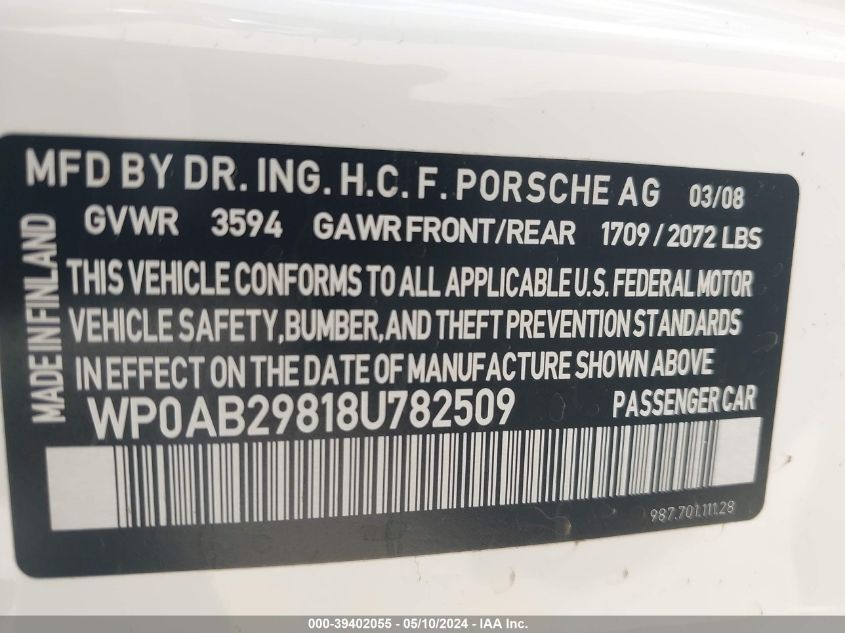 MFD BY DR. ING. H.C. F. PORSCHE AG 03/08
GVWR 3594 GAWR FRONT/REAR 1709 / 2072 LBS
MADE IN FINLAND
THIS VEHICLE CONFORMS TO ALL APPLICABLE U.S. FEDERAL MOTOR
VEHICLE SAFETY, BUMBER, AND THEFT PREVENTION STANDARDS
IN EFFECT ON THE DATE OF MANUFACTURE SHOWN ABOVE
WP0AB29818U782509 PASSENGER CAR
987.701.111.28
000-39402055 - 05/10/2024 - IAA Inc.